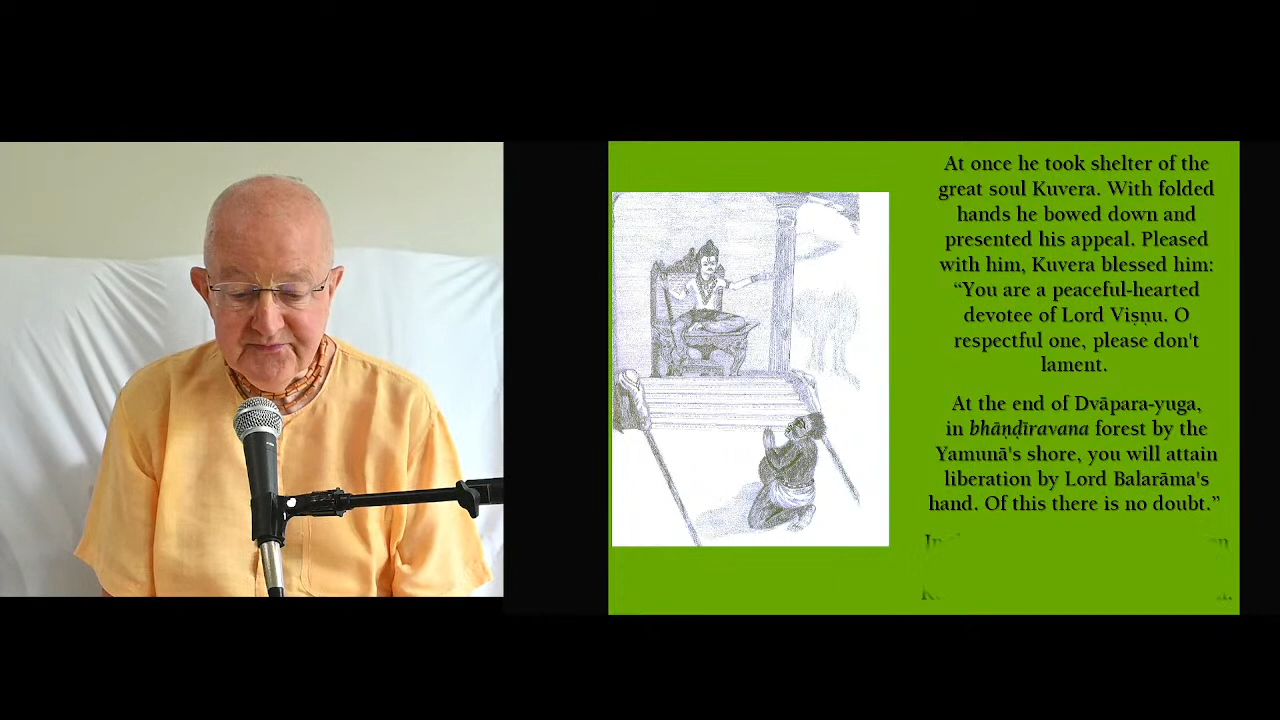 At once he took shelter of the
great soul Kuvera. With folded
hands he bowed down and
presented his appeal. Pleased
with him, Kuvera blessed him:
“You are a peaceful-hearted
devotee of Lord Viṣṇu. O
respectful one, please don't
lament.
At the end of Dvāpara-yuga,
in bhāṇḍīravana forest by the
Yamunā's shore, you will attain
liberation by Lord Balarāma's
hand. Of this there is no doubt.”